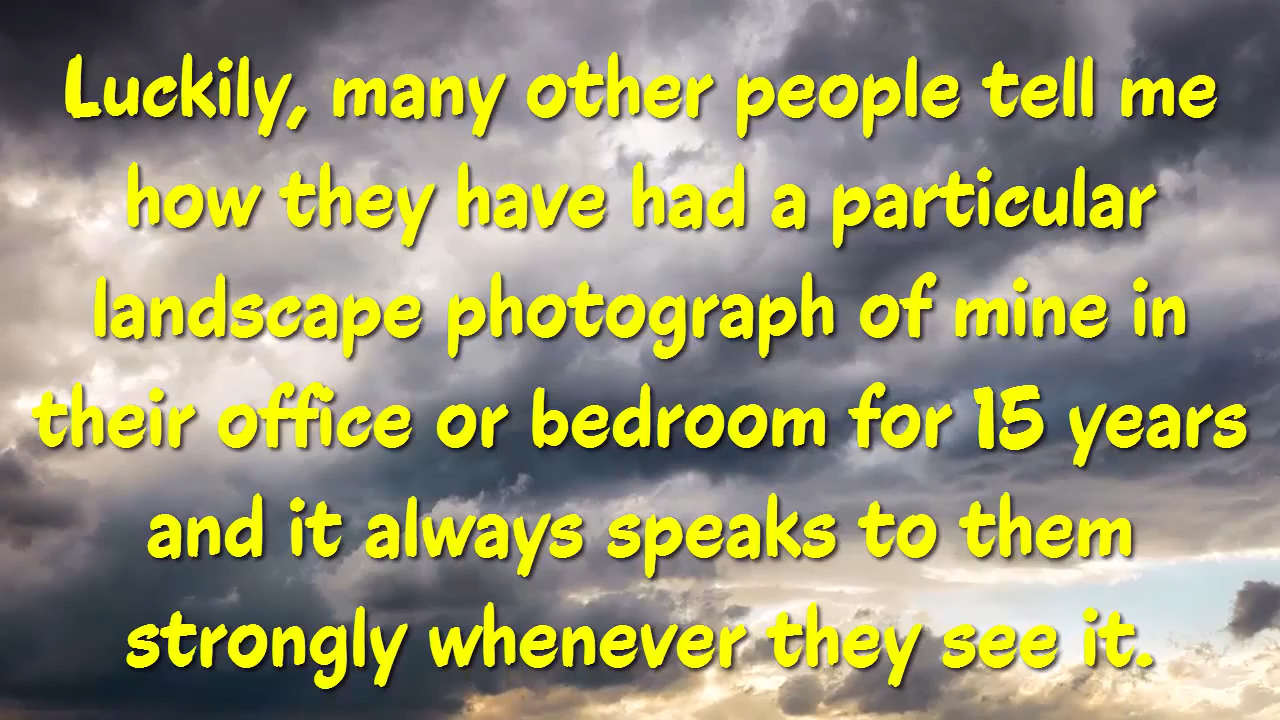 Luckily, many other people tell me
how they have had a particular
landscape photograph of mine in
their office or bedroom for 15 years
and it always speaks to them
strongly whenever they see it.